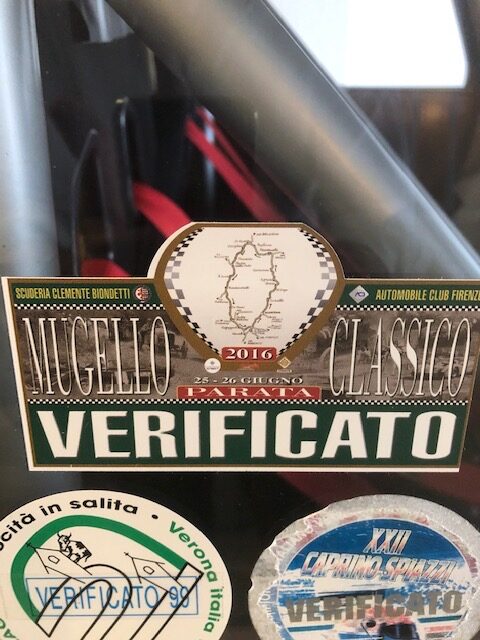 SCUDERIA CLEMENTE BIONDETTI
AUTOMOBILE CLUB FIRENZE
MUGELLO CLASSICO
2016
25 - 26 GIUGNO
PARATA
VERIFICATO
ocità in salita • Verona italia
VERIFICATO 99
XXII
CAPRINO-SPIAZZI
VERIFICATO